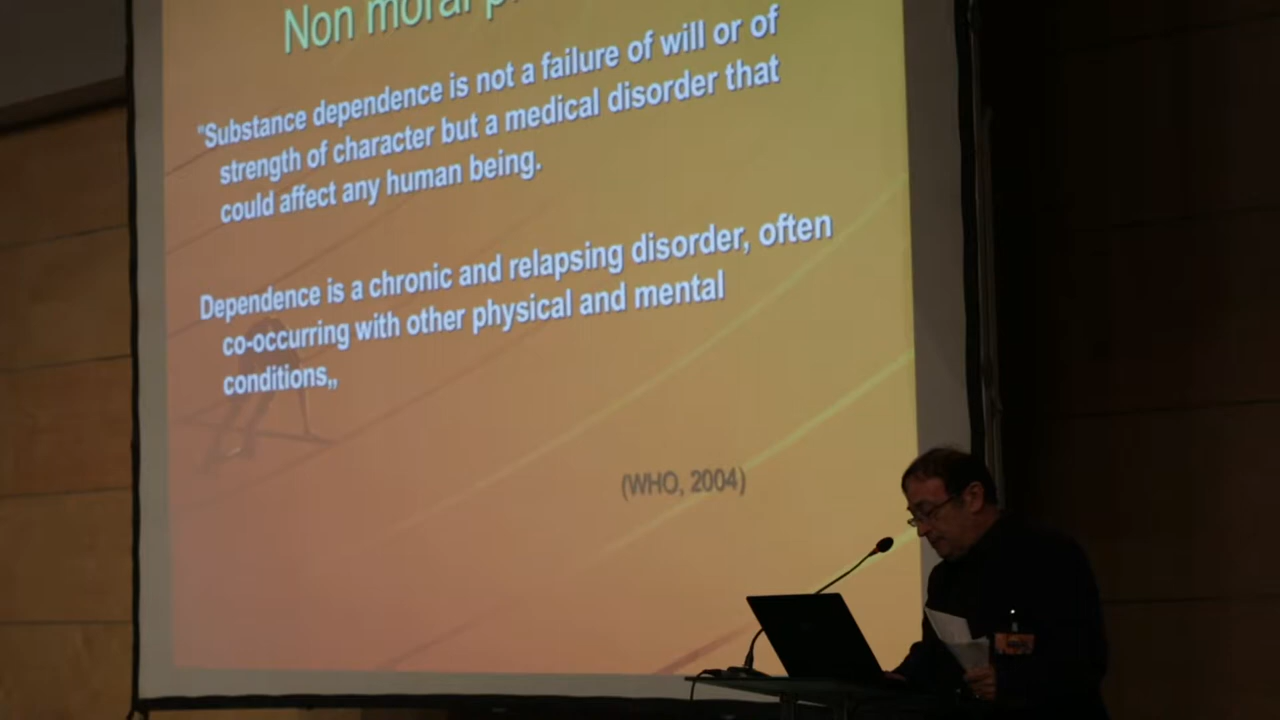 Non moral
"Substance dependence is not a failure of will or of
strength of character but a medical disorder that
could affect any human being.
Dependence is a chronic and relapsing disorder, often
co-occurring with other physical and mental
conditions„
(WHO, 2004)